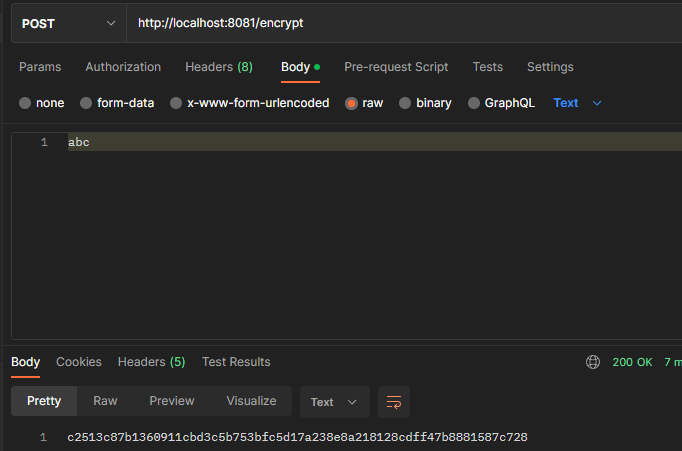 POST http://localhost:8081/encrypt
Params Authorization Headers (8) Body Pre-request Script Tests Settings
none form-data x-www-form-urlencoded raw binary GraphQL Text
1 abc
Body Cookies Headers (5) Test Results 200 OK 7 m
Pretty Raw Preview Visualize Text
1 c2513c87b1360911cbd3c5b753bfc5d17a238e8a218128cdff47b8881587c728